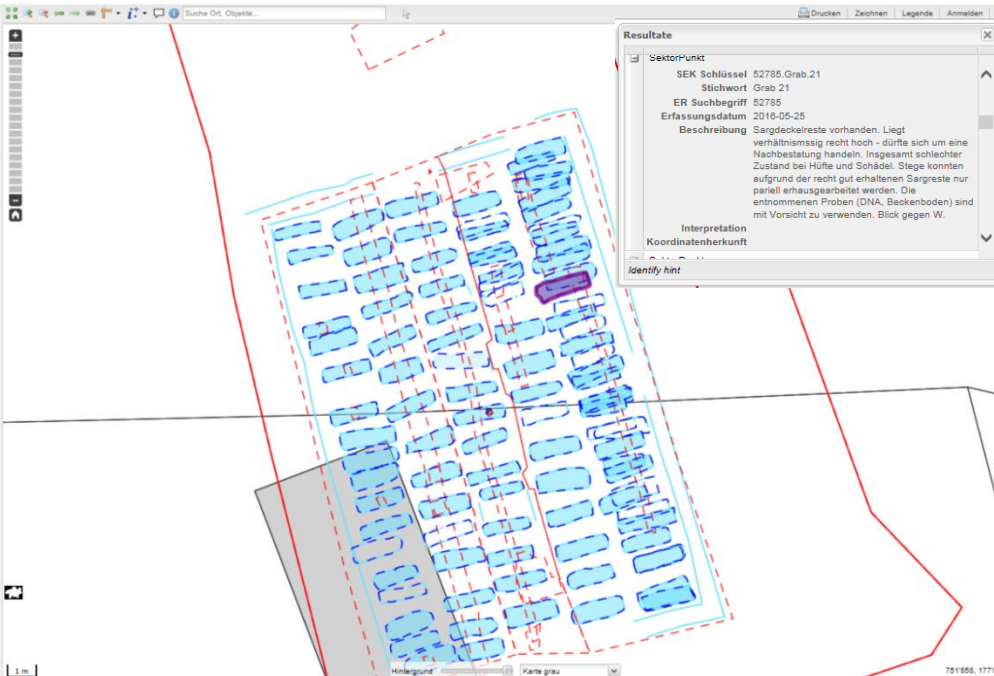 Suche Ort, Objekte...
Drucken Zeichnen Legende Anmelden
Resultate
SektorPunkt
SEK Schlüssel 52785.Grab.21
Stichwort Grab 21
ER Suchbegriff 52785
Erfassungsdatum 2016-05-25
Beschreibung Sargdeckelreste vorhanden. Liegt
verhältnismssig recht hoch - dürfte sich um eine
Nachbestatung handeln. Insgesamt schlechter
Zustand bei Hüfte und Schädel. Stege konnten
aufgrund der recht gut erhaltenen Sargreste nur
pariell erhausgearbeitet werden. Die
entnommenen Proben (DNA, Beckenboden) sind
mit Vorsicht zu verwenden. Blick gegen W.
Interpretation
Koordinatenherkunft
Identify hint
1 m
Hintergrund
Karte grau
751'858, 177'